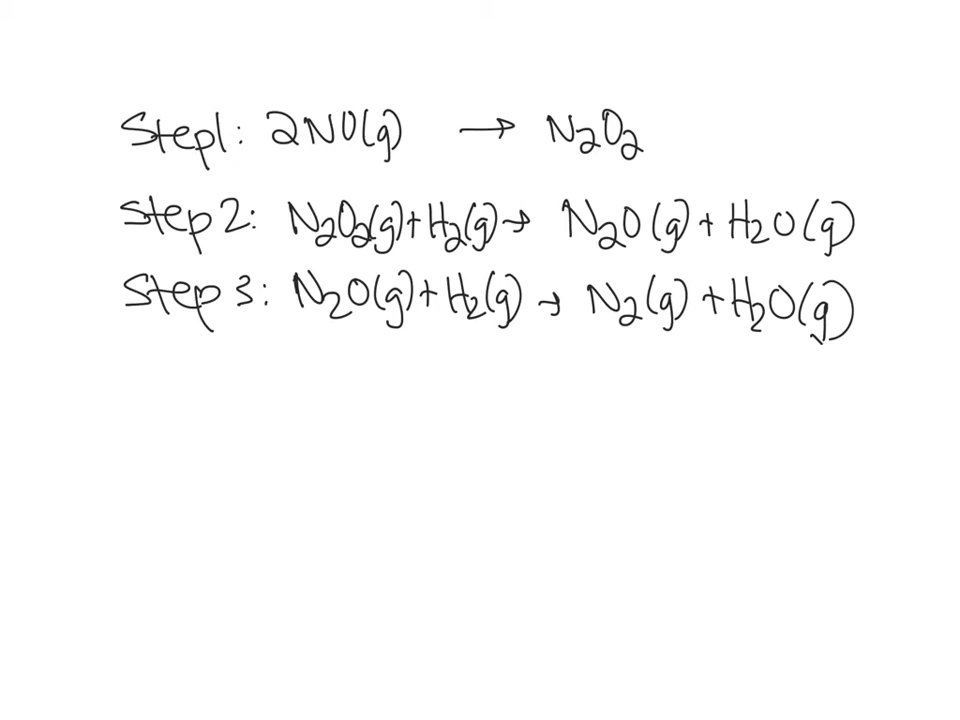 Step1: 2NO(g) → N₂O₂
Step 2: N₂O₂(g)+H₂(g)→ N₂O(g)+H₂O(g)
Step 3: N₂O(g)+H₂(g) → N₂(g)+H₂O(g)